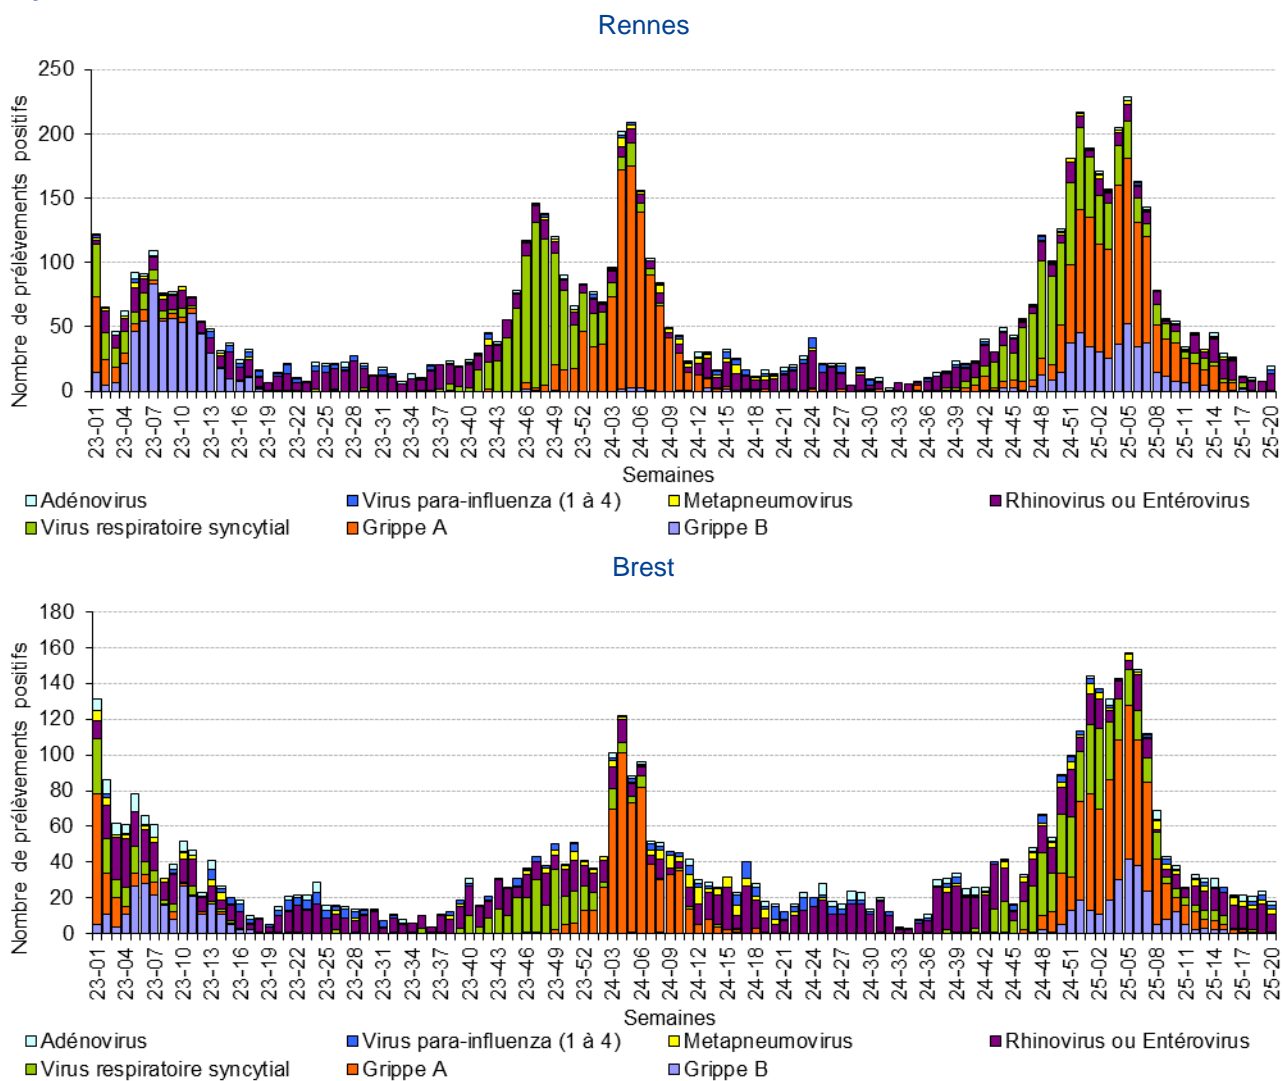 Rennes
Nombre de prélèvements positifs
250
200
150
100
50
0
23-01 23-04 23-07 23-10 23-13 23-16 23-19 23-22 23-25 23-28 23-31 23-34 23-37 23-40 23-43 23-46 23-49 23-52 24-03 24-06 24-09 24-12 24-15 24-18 24-21 24-24 24-27 24-30 24-33 24-36 24-39 24-42 24-45 24-48 24-51 25-02 25-05 25-08 25-11 25-14 25-17 25-20
Semaines
Adénovirus Virus para-influenza (1 à 4) Metapneumovirus Rhinovirus ou Entérovirus
Virus respiratoire syncytial Grippe A Grippe B
Brest
Nombre de prélèvements positifs
180
160
140
120
100
80
60
40
20
0
23-01 23-04 23-07 23-10 23-13 23-16 23-19 23-22 23-25 23-28 23-31 23-34 23-37 23-40 23-43 23-46 23-49 23-52 24-03 24-06 24-09 24-12 24-15 24-18 24-21 24-24 24-27 24-30 24-33 24-36 24-39 24-42 24-45 24-48 24-51 25-02 25-05 25-08 25-11 25-14 25-17 25-20
Semaines
Adénovirus Virus para-influenza (1 à 4) Metapneumovirus Rhinovirus ou Entérovirus
Virus respiratoire syncytial Grippe A Grippe B